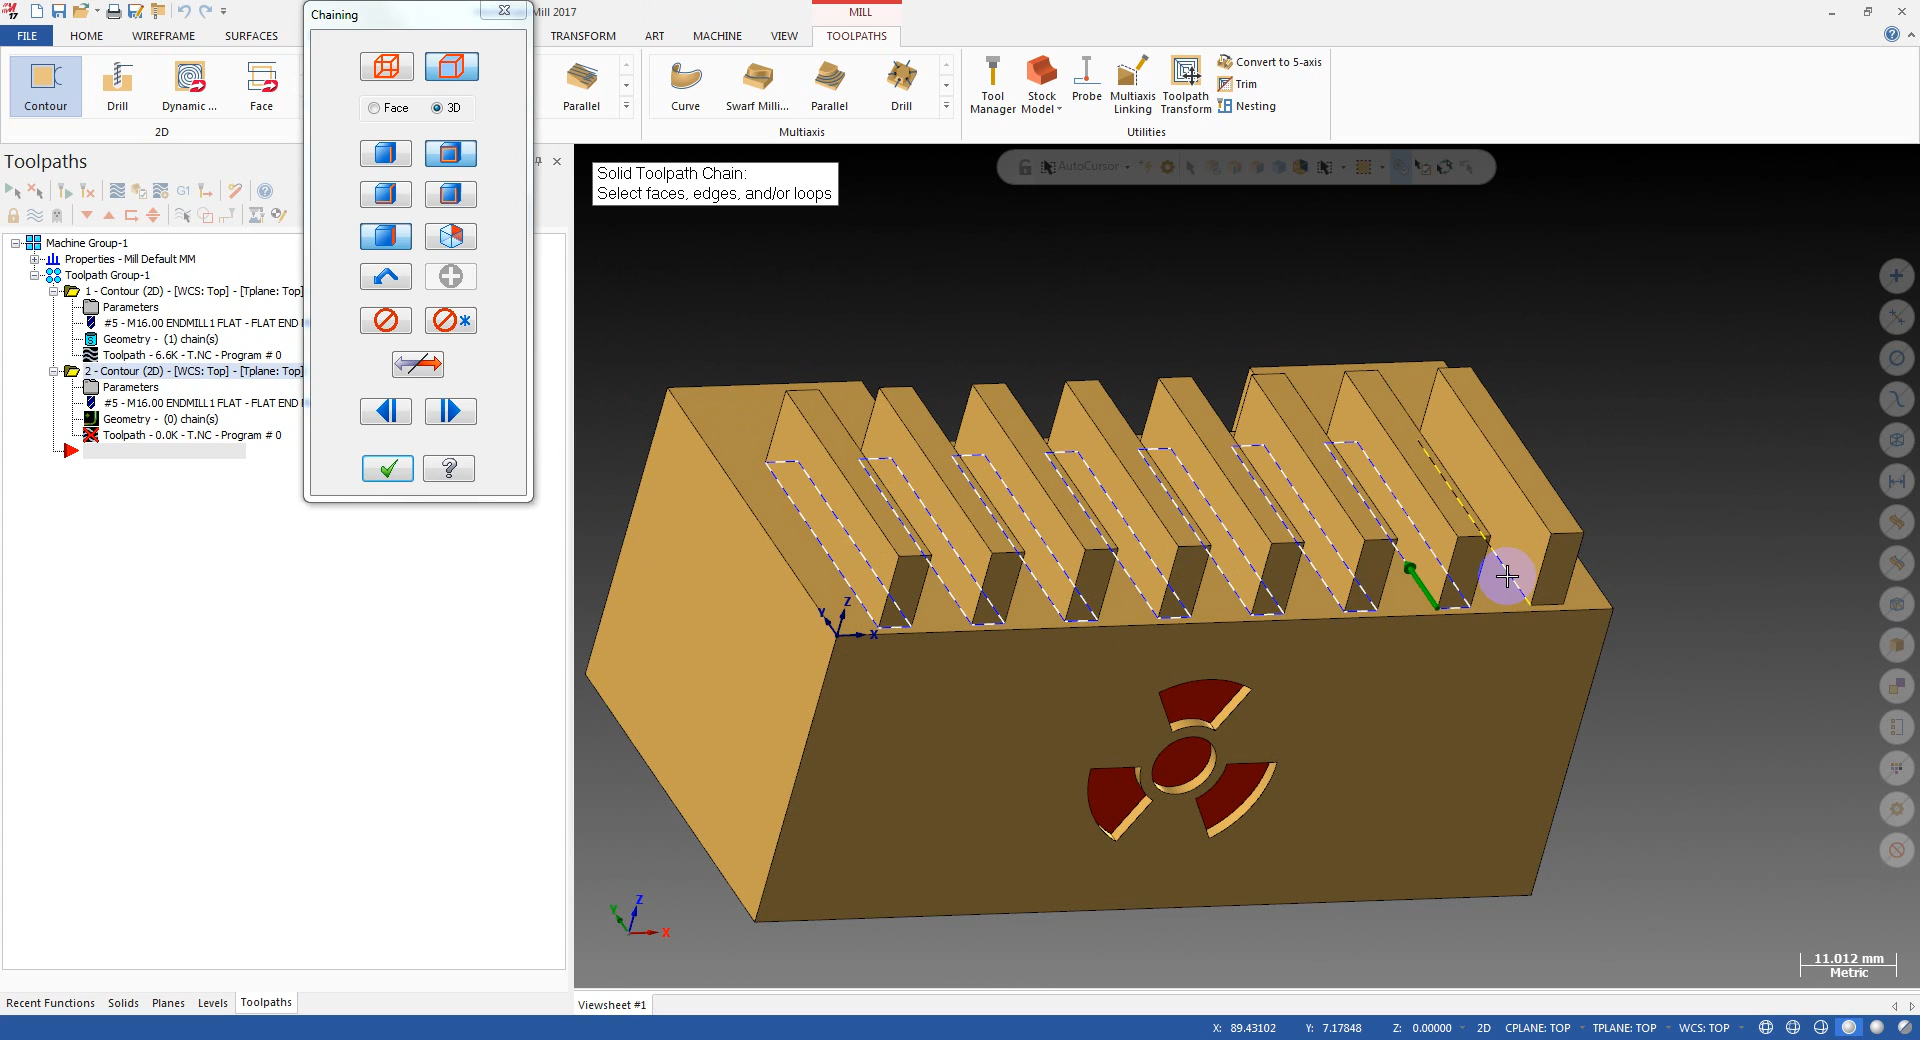 17
Mill 2017
MILL
FILE
HOME
WIREFRAME
SURFACES
TRANSFORM
ART
MACHINE
VIEW
TOOLPATHS
Contour
Drill
Dynamic ...
Face
2D
Parallel
Curve
Swarf Milli...
Parallel
Drill
Multiaxis
Tool
Manager
Stock
Model
Probe
Multiaxis
Linking
Toolpath
Transform
Convert to 5-axis
Trim
Nesting
Utilities
Chaining
Face
3D
Toolpaths
G1
Machine Group-1
Properties - Mill Default MM
Toolpath Group-1
1 - Contour (2D) - [WCS: Top] - [Tplane: Top]
Parameters
#5 - M16.00 ENDMILL1 FLAT - FLAT END
Geometry - (1) chain(s)
Toolpath - 6.6K - T.NC - Program # 0
2 - Contour (2D) - [WCS: Top] - [Tplane: Top]
Parameters
#5 - M16.00 ENDMILL1 FLAT - FLAT END
Geometry - (0) chain(s)
Toolpath - 0.0K - T.NC - Program # 0
Solid Toolpath Chain:
Select faces, edges, and/or loops
AutoCursor
Z
Y
X
Z
Y
X
11.012 mm
Metric
Recent Functions
Solids
Planes
Levels
Toolpaths
Viewsheet #1
X: 89.43102
Y: 7.17848
Z: 0.00000
2D
CPLANE: TOP
TPLANE: TOP
WCS: TOP